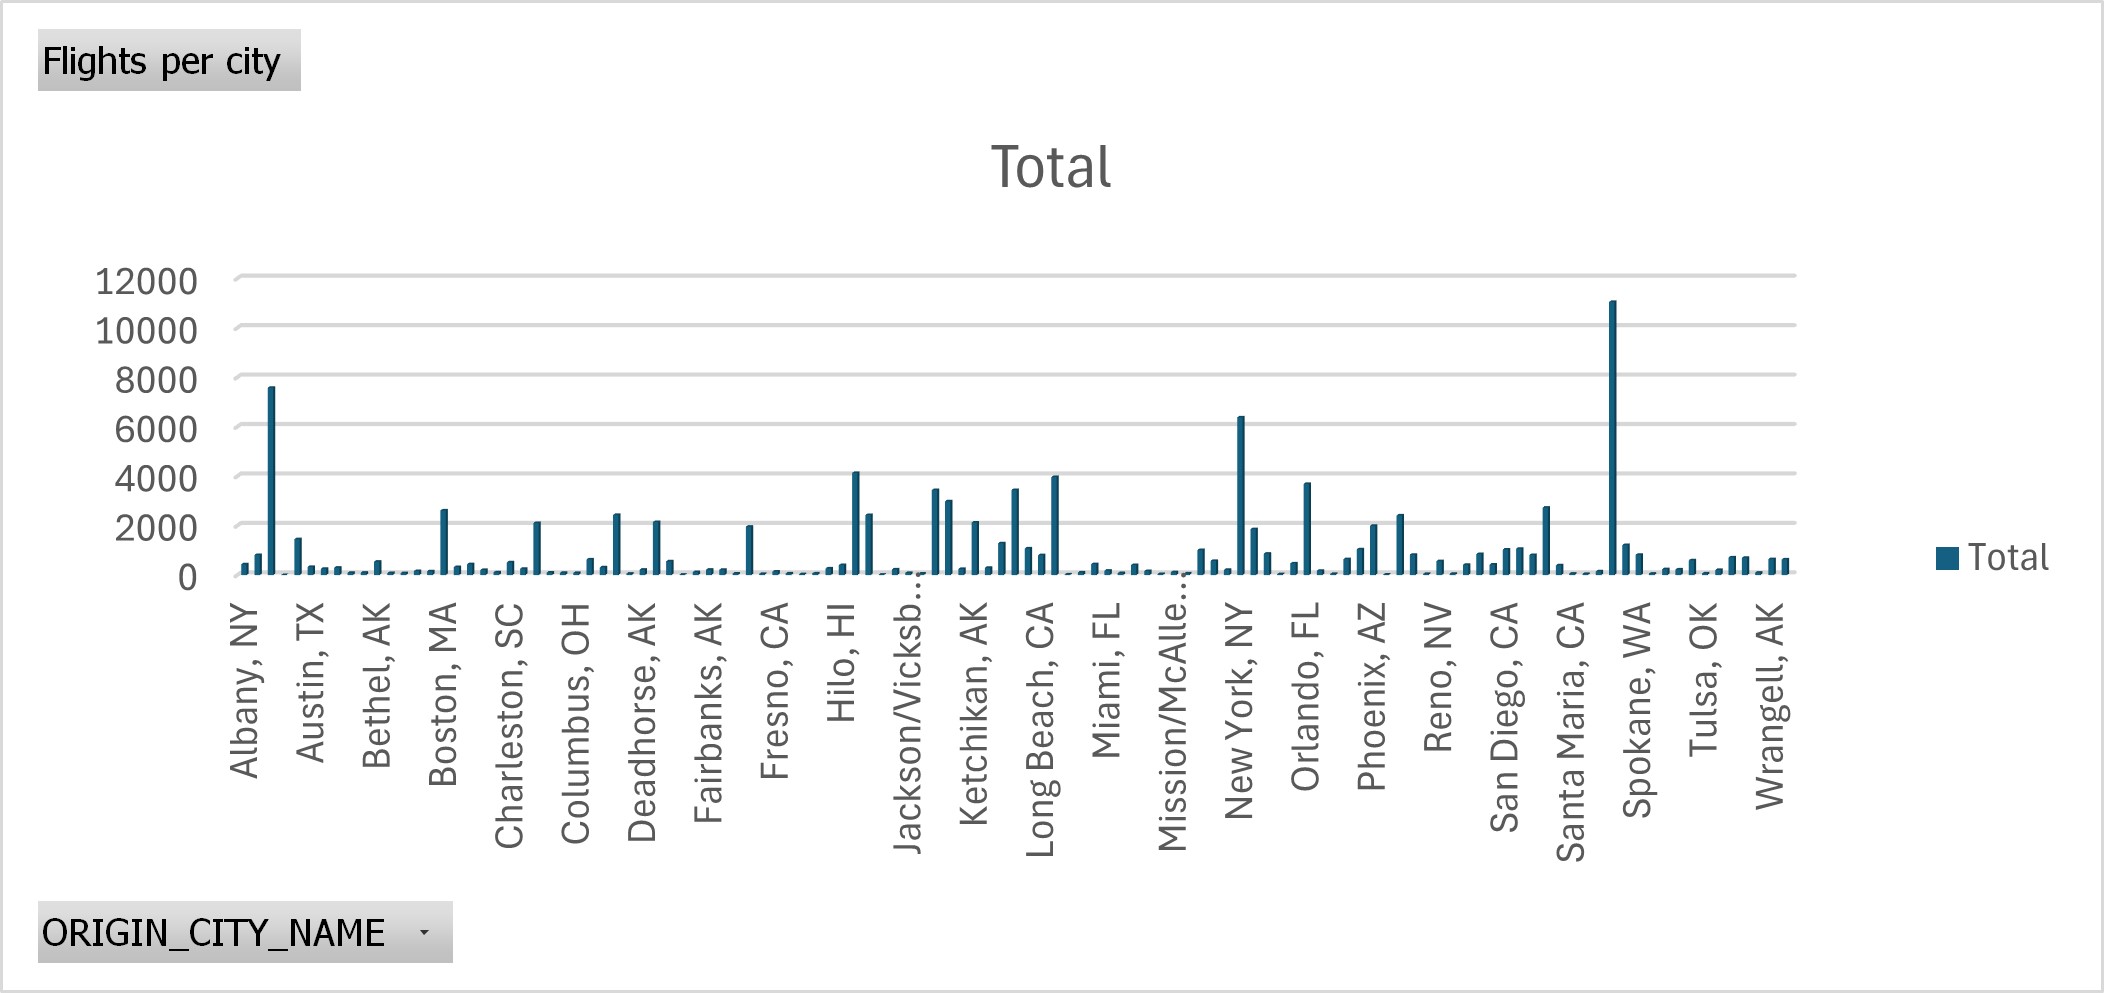 Flights per city
Total
12000
10000
8000
6000
4000
2000
0
Total
Albany, NY
Austin, TX
Bethel, AK
Boston, MA
Charleston, SC
Columbus, OH
Deadhorse, AK
Fairbanks, AK
Fresno, CA
Hilo, HI
Jackson/Vicksb…
Ketchikan, AK
Long Beach, CA
Miami, FL
Mission/McAlle…
New York, NY
Orlando, FL
Phoenix, AZ
Reno, NV
San Diego, CA
Santa Maria, CA
Spokane, WA
Tulsa, OK
Wrangell, AK
ORIGIN_CITY_NAME